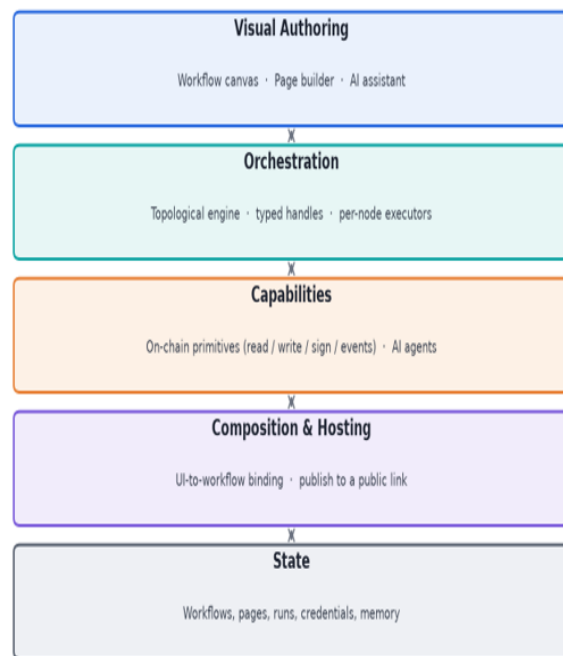 Visual Authoring
Workflow canvas · Page builder · AI assistant
Orchestration
Topological engine · typed handles · per-node executors
Capabilities
On-chain primitives (read / write / sign / events) · AI agents
Composition & Hosting
UI-to-workflow binding · publish to a public link
State
Workflows, pages, runs, credentials, memory